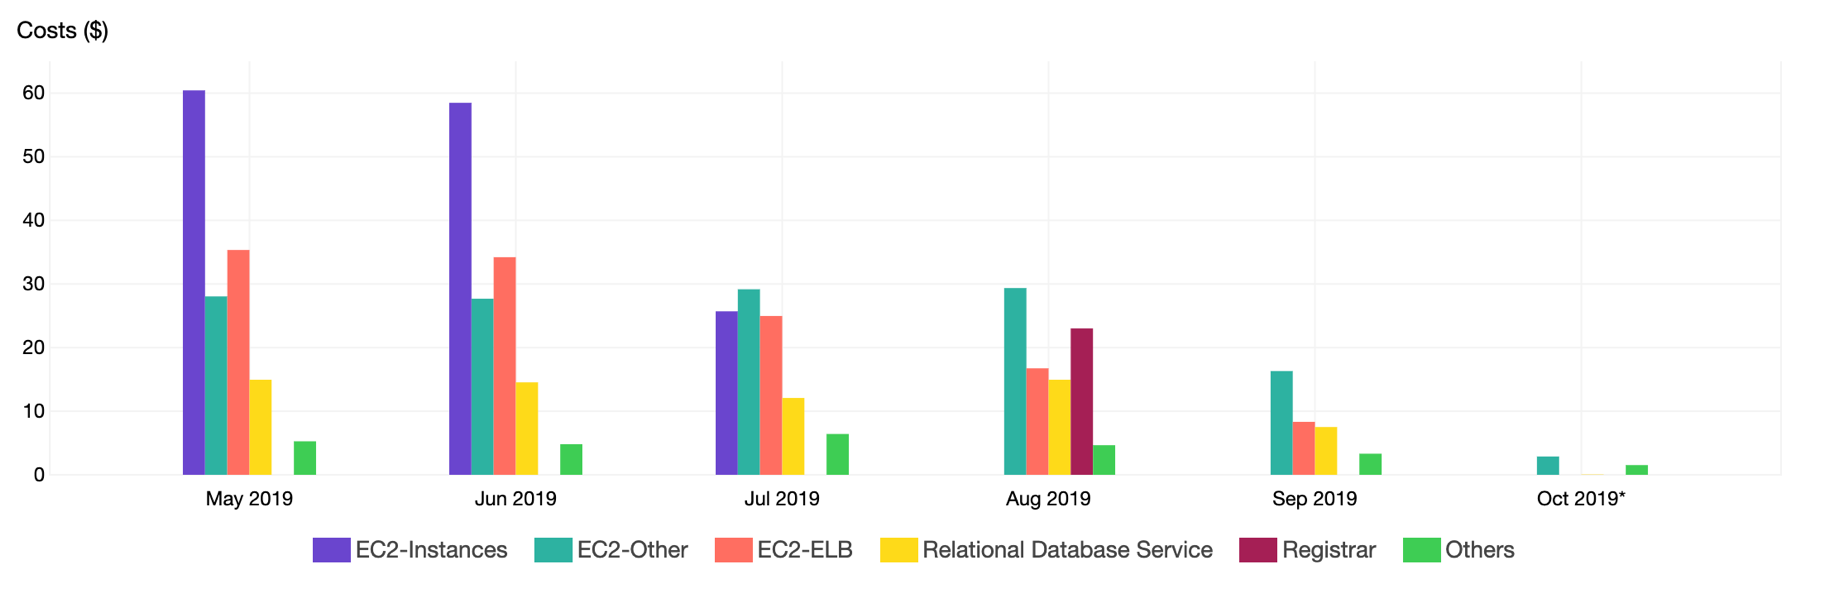 Costs ($)
60
50
40
30
20
10
0
May 2019 Jun 2019 Jul 2019 Aug 2019 Sep 2019 Oct 2019*
EC2-Instances EC2-Other EC2-ELB Relational Database Service Registrar Others